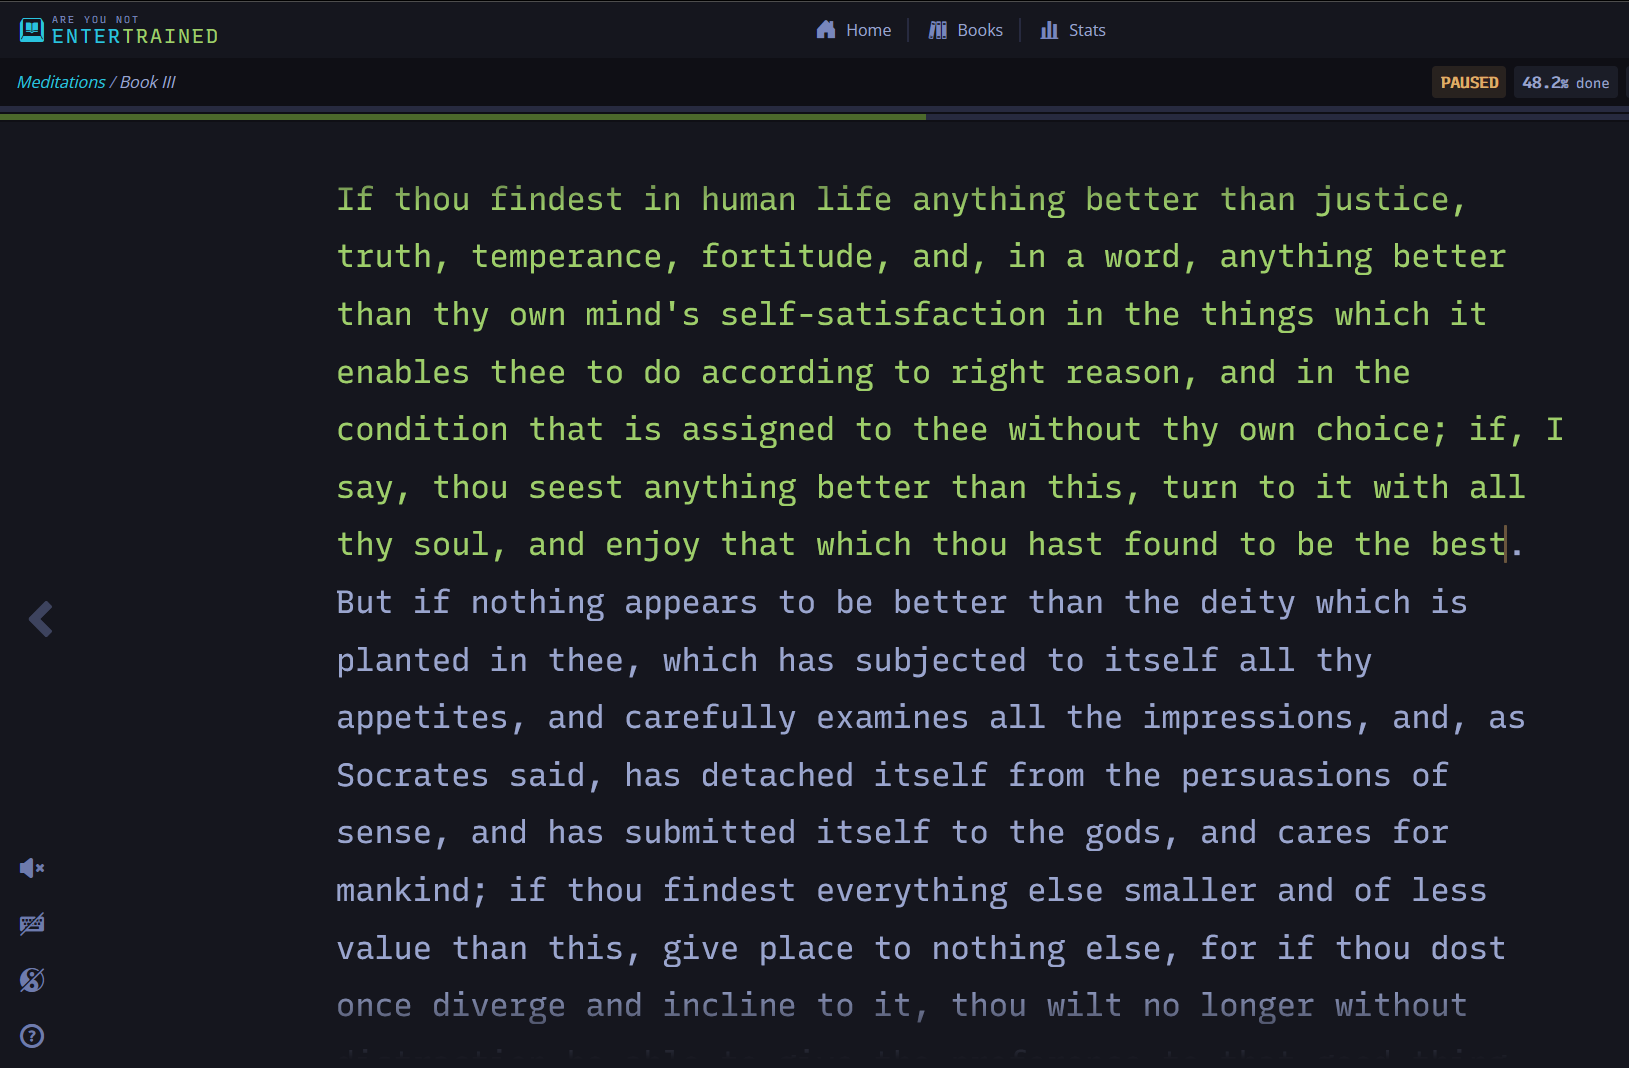 ARE YOU NOT
ENTERTRAINED
Home
Books
Stats
Meditations / Book III
PAUSED
48.2% done
If thou findest in human life anything better than justice,
truth, temperance, fortitude, and, in a word, anything better
than thy own mind's self-satisfaction in the things which it
enables thee to do according to right reason, and in the
condition that is assigned to thee without thy own choice; if, I
say, thou seest anything better than this, turn to it with all
thy soul, and enjoy that which thou hast found to be the best.
But if nothing appears to be better than the deity which is
planted in thee, which has subjected to itself all thy
appetites, and carefully examines all the impressions, and, as
Socrates said, has detached itself from the persuasions of
sense, and has submitted itself to the gods, and cares for
mankind; if thou findest everything else smaller and of less
value than this, give place to nothing else, for if thou dost
once diverge and incline to it, thou wilt no longer without